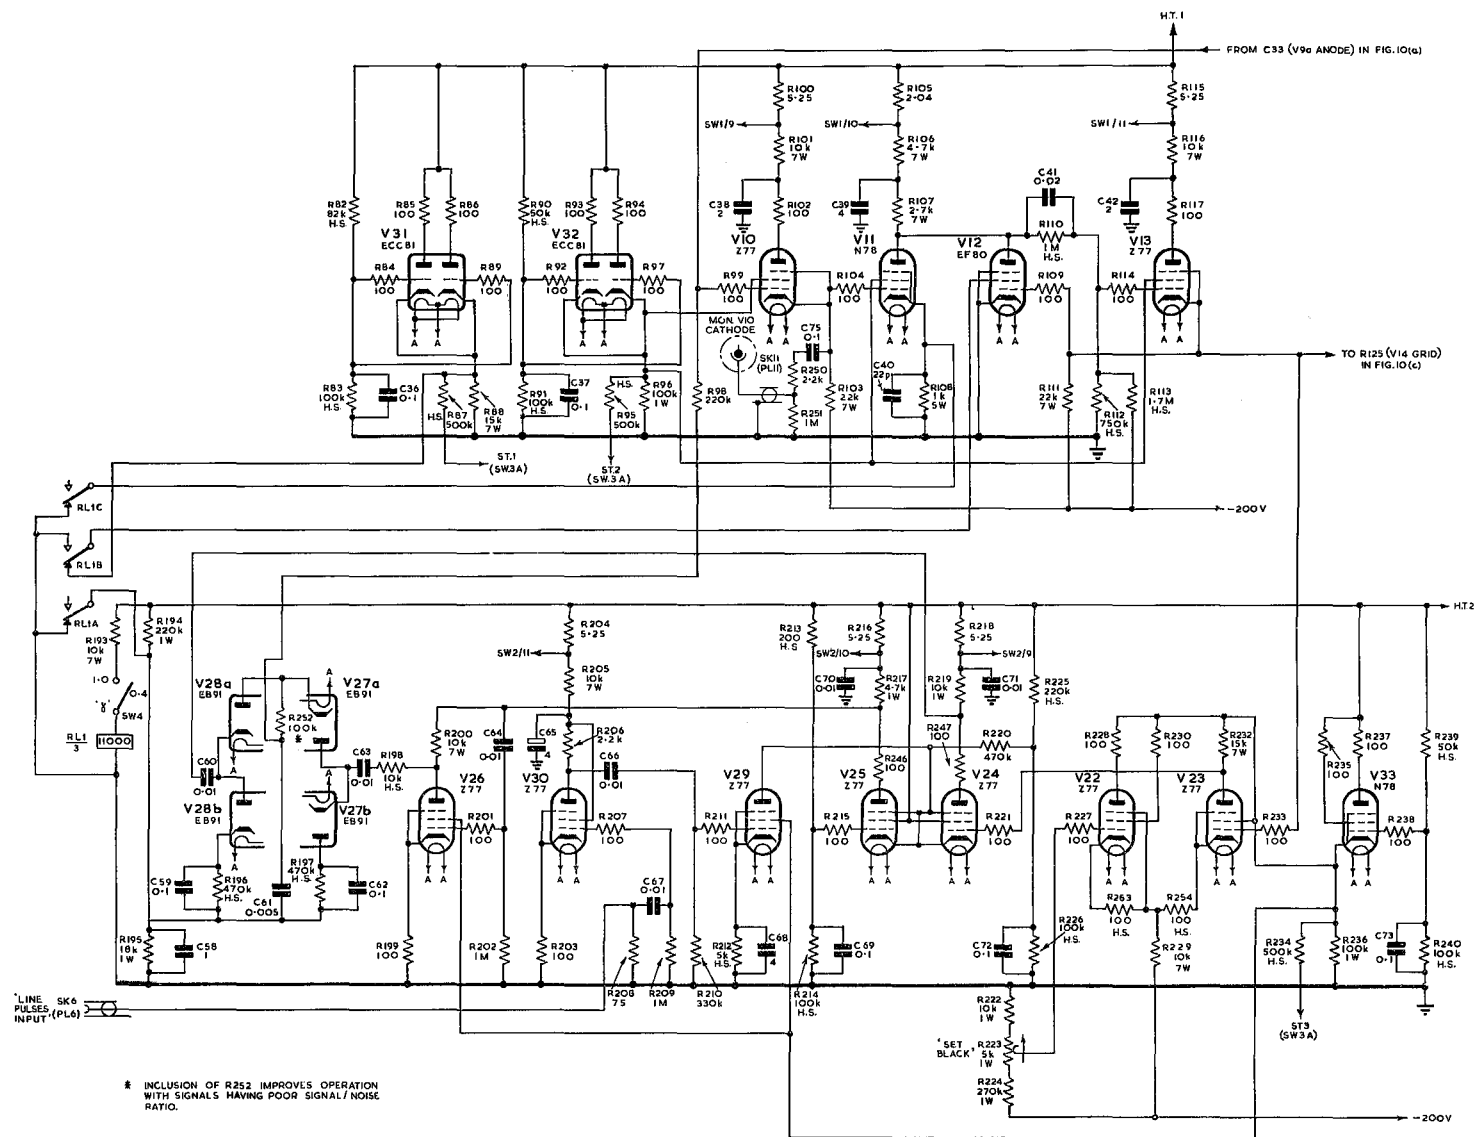 H.T.1
FROM C33 (V9a ANODE) IN FIG.10(a)
R100
5·25
R105
2·04
R115
5·25
SW1/9
SW1/10
SW1/11
R101
10k
7W
R106
4·7k
7W
R116
10k
7W
C41
0·02
R82
82k
H.S.
R85
100
R86
100
R90
50k
H.S.
R93
100
R94
100
C38
2
R102
100
C39
4
R107
2·7k
7W
R110
1M
H.S.
C42
2
R117
100
V31
ECC81
V32
ECC81
V10
Z77
V11
N78
V12
EF80
V13
Z77
R84
100
R89
100
R92
100
R97
100
R99
100
R104
100
R109
100
R114
100
A A
A A
A A
A A
A A
A A
MON. V10
CATHODE
SK11
(PL11)
C75
0·1
R250
2·2k
R251
1M
C40
22p
TO R125 (V14 GRID)
IN FIG.10(c)
R83
100k
H.S.
C36
0·1
H.S.
R87
500k
R88
15k
7W
R91
100k
H.S.
C37
0·1
H.S.
R95
500k
R96
100k
1W
R98
220k
R103
22k
7W
R108
1k
5W
R111
22k
7W
R112
750k
H.S.
R113
1·7M
H.S.
ST.1
(SW.3A)
ST.2
(SW.3A)
RL1C
−200V
RL1B
RL1A
H.T.2
R193
10k
7W
R194
220k
1W
R204
5·25
R213
200
H.S
R216
5·25
R218
5·25
SW2/11
SW2/10
SW2/9
R205
10k
7W
1·0
0·4
'γ'
SW4
RL1
3
11000
V28a
EB91
V27a
EB91
A
A
C70
0·01
R217
4·7k
1W
R219
10k
1W
C71
0·01
R225
220k
H.S.
R252
100k
*
C60
0·01
C63
0·01
R198
10k
H.S.
R200
10k
7W
C64
0·01
C65
4
R206
2·2k
C66
0·01
R247
100
R220
470k
R246
100
R228
100
R230
100
R232
15k
7W
R235
100
R237
100
R239
50k
H.S.
V28b
EB91
V27b
EB91
V26
Z77
V30
Z77
V29
Z77
V25
Z77
V24
Z77
V22
Z77
V23
Z77
V33
N78
R201
100
R207
100
R211
100
R215
100
R221
100
R227
100
R233
100
R238
100
A
A A
A A
A A
A A
A A
A A
A A
A A
C59
0·1
R196
470k
H.S.
C61
0·005
R197
470k
H.S.
C62
0·1
C67
0·01
R263
100
H.S.
R254
100
H.S.
R195
18k
1W
C58
1
R199
100
R202
1M
R203
100
R208
75
R209
1M
R210
330k
R212
5k
H.S.
C68
4
R214
100k
H.S.
C69
0·1
C72
0·1
R226
100k
H.S.
R229
10k
7W
R234
500k
H.S.
R236
100k
1W
C73
0·1
R240
100k
H.S.
'LINE
PULSES
INPUT'
SK6
(PL6)
R222
10k
1W
'SET
BLACK'
R223
5k
1W
R224
270k
1W
ST3
(SW3A)
−200V
* INCLUSION OF R252 IMPROVES OPERATION
WITH SIGNALS HAVING POOR SIGNAL/NOISE
RATIO.